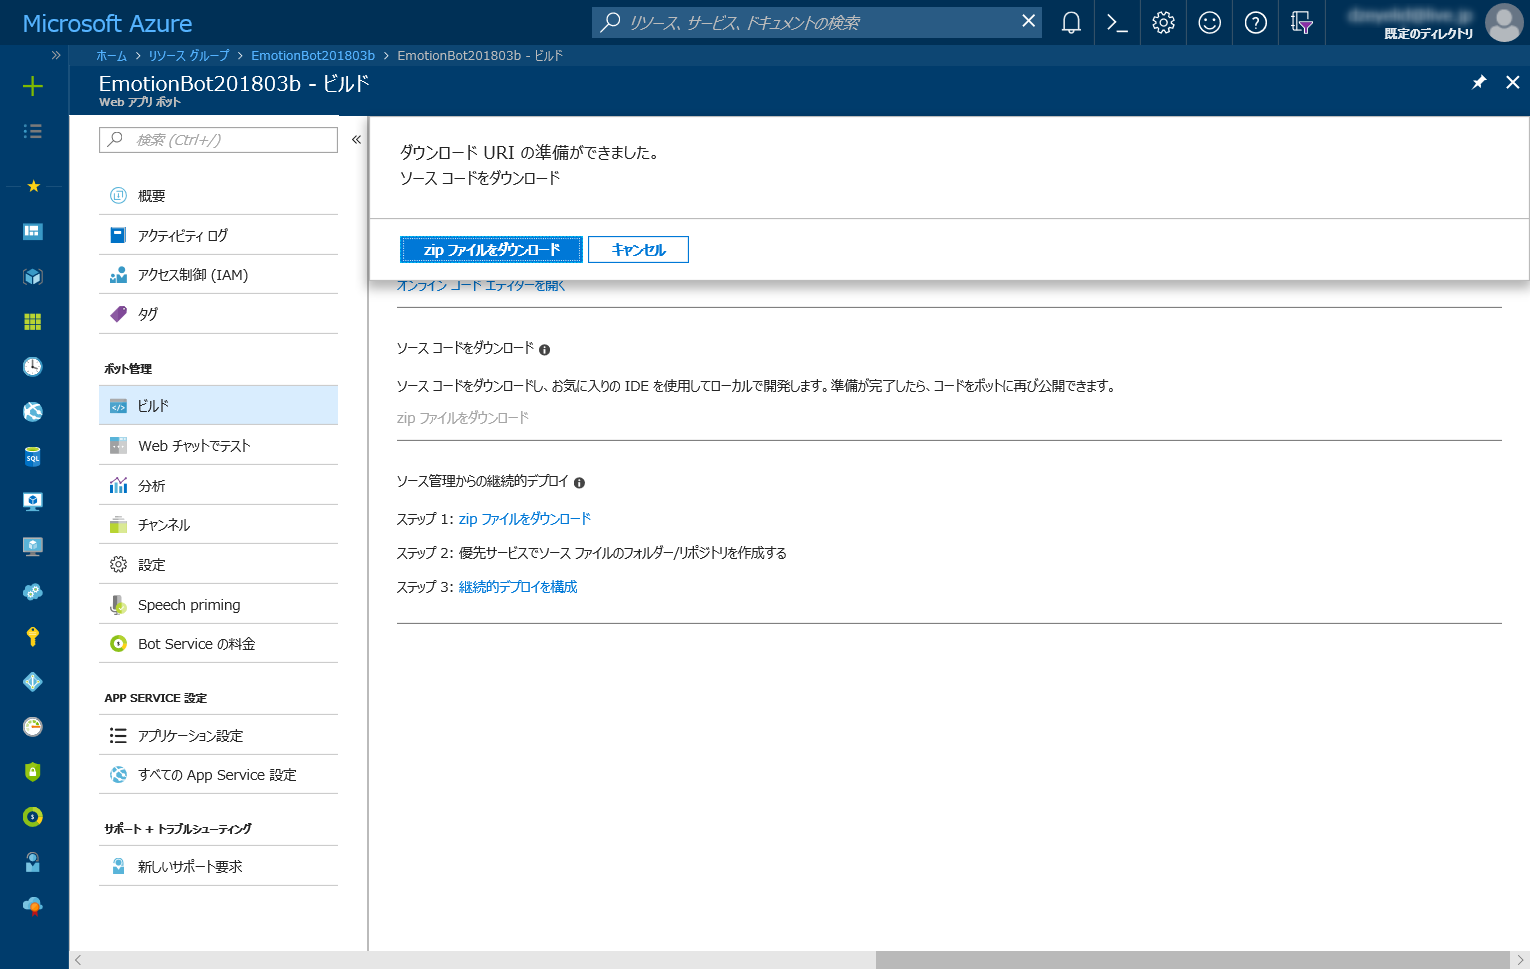 Microsoft Azure
リソース、サービス、ドキュメントの検索
既定のディレクトリ
ホーム > リソース グループ > EmotionBot201803b > EmotionBot201803b - ビルド
EmotionBot201803b - ビルド
Web アプリ ボット
検索 (Ctrl+/)
概要
アクティビティ ログ
アクセス制御 (IAM)
タグ
ボット管理
ビルド
Web チャットでテスト
分析
チャンネル
設定
Speech priming
Bot Service の料金
APP SERVICE 設定
アプリケーション設定
すべての App Service 設定
サポート + トラブルシューティング
新しいサポート要求
ダウンロード URI の準備ができました。
ソース コードをダウンロード
zip ファイルをダウンロード
キャンセル
オンライン コード エディターを開く
ソース コードをダウンロード
ソース コードをダウンロードし、お気に入りの IDE を使用してローカルで開発します。準備が完了したら、コードをボットに再び公開できます。
zip ファイルをダウンロード
ソース管理からの継続的デプロイ
ステップ 1: zip ファイルをダウンロード
ステップ 2: 優先サービスでソース ファイルのフォルダー/リポジトリを作成する
ステップ 3: 継続的デプロイを構成